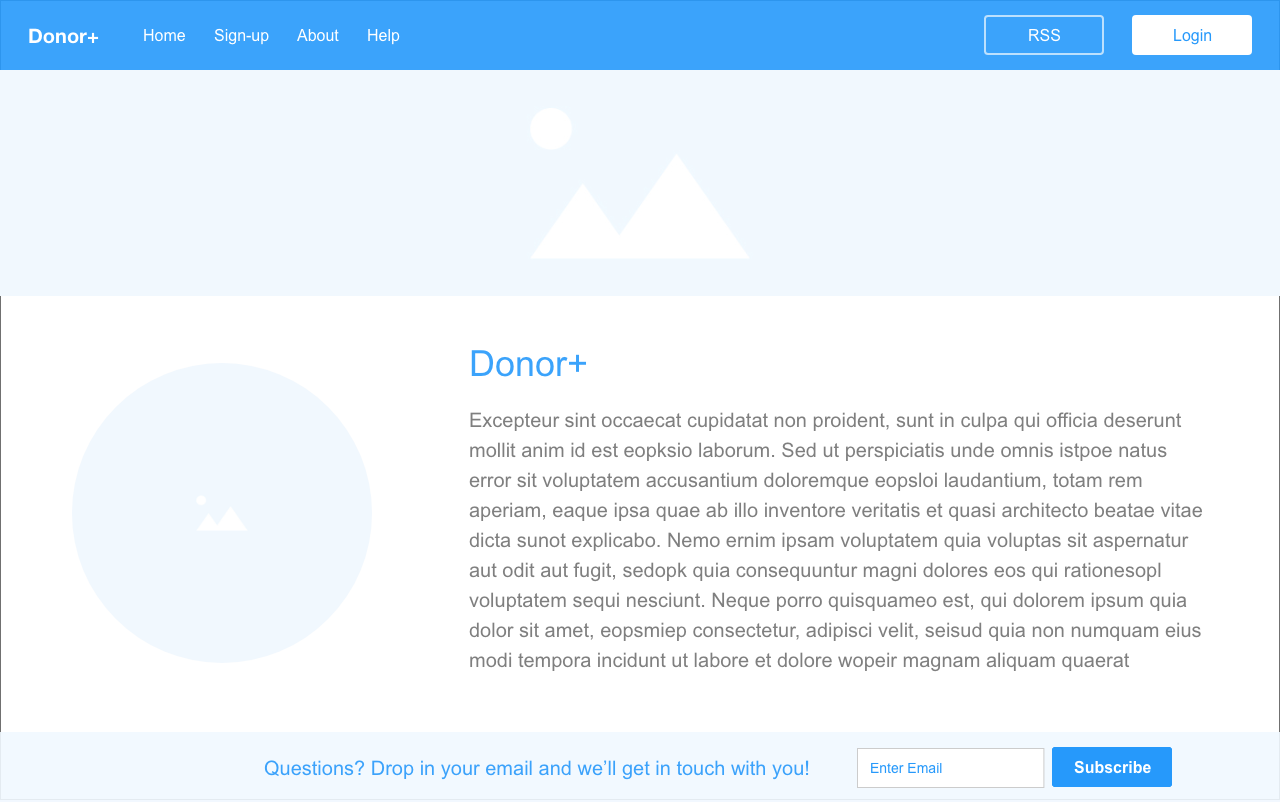 Donor+ Home Sign-up About Help RSS Login
Donor+
Excepteur sint occaecat cupidatat non proident, sunt in culpa qui officia deserunt
mollit anim id est eopksio laborum. Sed ut perspiciatis unde omnis istpoe natus
error sit voluptatem accusantium doloremque eopsloi laudantium, totam rem
aperiam, eaque ipsa quae ab illo inventore veritatis et quasi architecto beatae vitae
dicta sunot explicabo. Nemo ernim ipsam voluptatem quia voluptas sit aspernatur
aut odit aut fugit, sedopk quia consequuntur magni dolores eos qui rationesopl
voluptatem sequi nesciunt. Neque porro quisquameo est, qui dolorem ipsum quia
dolor sit amet, eopsmiep consectetur, adipisci velit, seisud quia non numquam eius
modi tempora incidunt ut labore et dolore wopeir magnam aliquam quaerat
Questions? Drop in your email and we’ll get in touch with you! Enter Email Subscribe